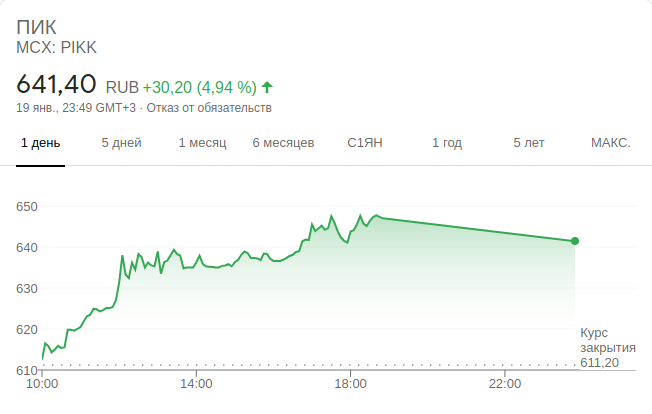 ПИК
MCX: PIKK
641,40 RUB +30,20 (4,94 %)
19 янв., 23:49 GMT+3 · Отказ от обязательств
1 день 5 дней 1 месяц 6 месяцев С1ЯН 1 год 5 лет МАКС.
650
640
630
620
610
Курс
закрытия
611,20
10:00 14:00 18:00 22:00